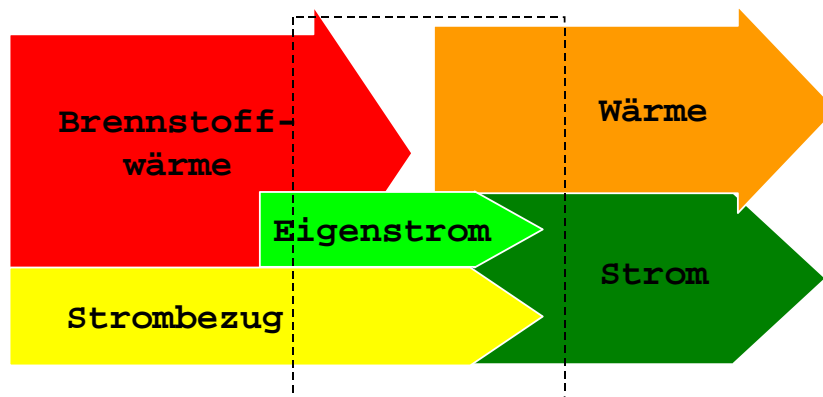 Brennstoff-
wärme
Wärme
Eigenstrom
Strom
Strombezug